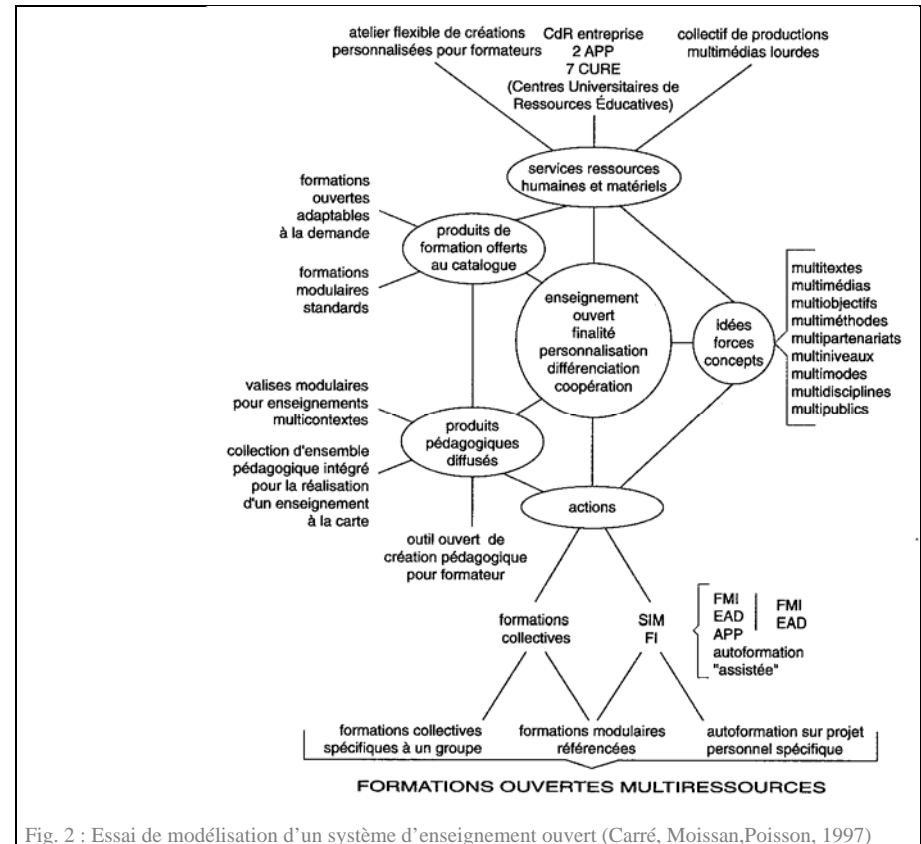 atelier flexible de créations
personnalisées pour formateurs
CdR entreprise
2 APP
7 CURE
(Centres Universitaires de
Ressources Éducatives)
collectif de productions
multimédias lourdes
services ressources
humaines et matériels
formations
ouvertes
adaptables
à la demande
formations
modulaires
standards
produits de
formation offerts
au catalogue
enseignement
ouvert
finalité
personnalisation
différenciation
coopération
idées
forces
concepts
multitextes
multimédias
multiobjectifs
multiméthodes
multipartenariats
multiniveaux
multimodes
multidisciplines
multipublics
valises modulaires
pour enseignements
multicontextes
collection d'ensemble
pédagogique intégré
pour la réalisation
d'un enseignement
à la carte
produits
pédagogiques
diffusés
outil ouvert de
création pédagogique
pour formateur
actions
formations
collectives
SIM
FI
FMI
EAD
APP
autoformation
"assistée"
FMI
EAD
formations collectives
spécifiques à un groupe
formations modulaires
référencées
autoformation sur projet
personnel spécifique
FORMATIONS OUVERTES MULTIRESSOURCES
Fig. 2 : Essai de modélisation d'un système d'enseignement ouvert (Carré, Moissan,Poisson, 1997)